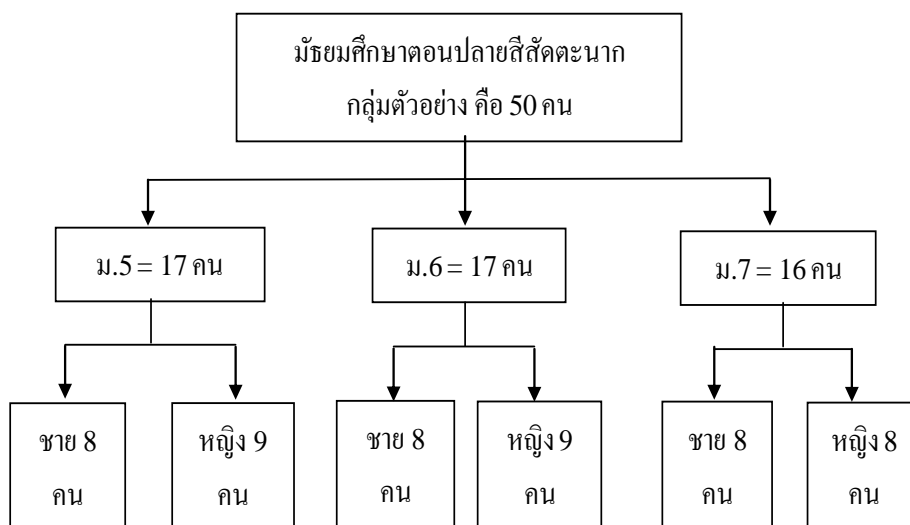 มัธยมศึกษาตอนปลายสีสัตตะนาก
กลุ่มตัวอย่าง คือ 50 คน
ม.5 = 17 คน
ม.6 = 17 คน
ม.7 = 16 คน
ชาย 8
คน
หญิง 9
คน
ชาย 8
คน
หญิง 9
คน
ชาย 8
คน
หญิง 8
คน